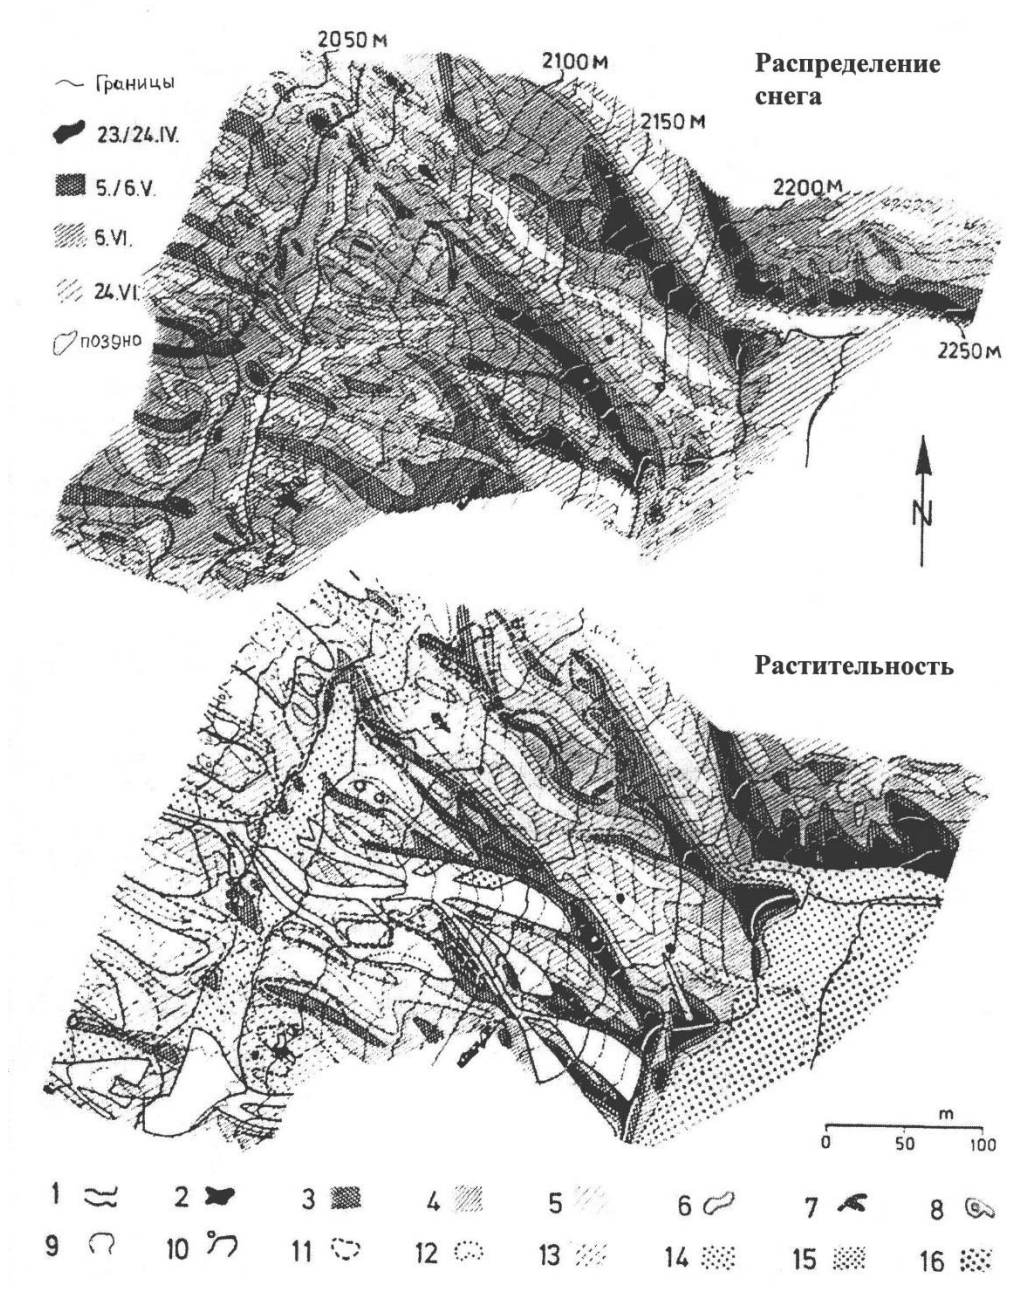 2050 М
2100 М
Распределение
снега
Границы
23./24.IV.
2150 М
5./6.V.
2200 М
6.VI.
24.VI.
поздно
2250 М
N
Растительность
m
0 50 100
1 2 3 4 5 6 7 8
9 10 11 12 13 14 15 16